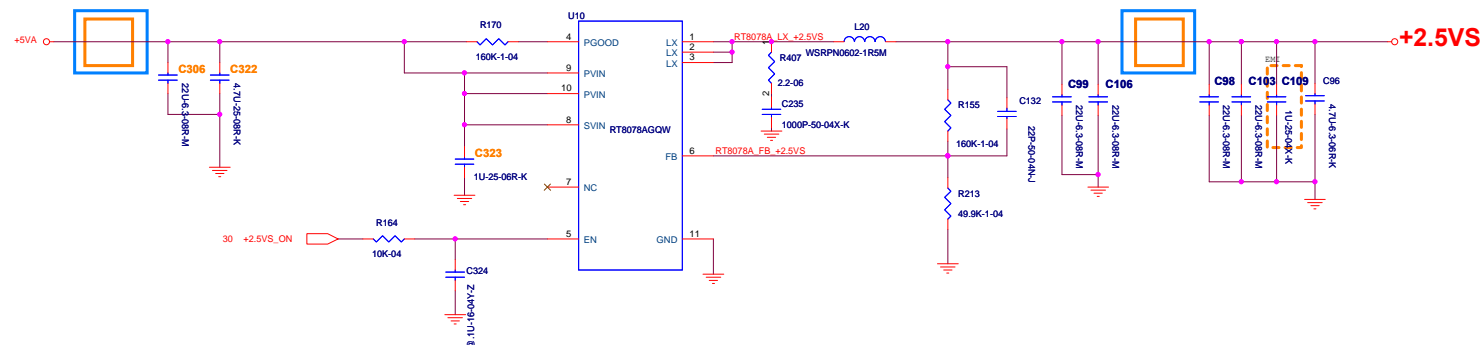 +5VA
C306
22U-6.3-08R-M
C322
4.7U-25-08R-K
R170
160K-1-04
C323
1U-25-06R-K
30 +2.5VS_ON
R164
10K-04
C324
@.1U-16-04Y-Z
U10
4 PGOOD
9 PVIN
10 PVIN
8 SVIN
7 NC
5 EN
RT8078AGQW
LX 1
LX 2
LX 3
FB 6
GND 11
RT8078A_LX_+2.5VS
RT8078A_FB_+2.5VS
1
R407
2.2-06
2
C235
1000P-50-04X-K
L20
WSRPN0602-1R5M
R155
160K-1-04
C132
22P-50-04N-J
R213
49.9K-1-04
C99
22U-6.3-08R-M
C106
22U-6.3-08R-M
C98
22U-6.3-08R-M
C103
22U-6.3-08R-M
EMI
C109
1U-25-04X-K
C96
4.7U-6.3-06R-K
+2.5VS